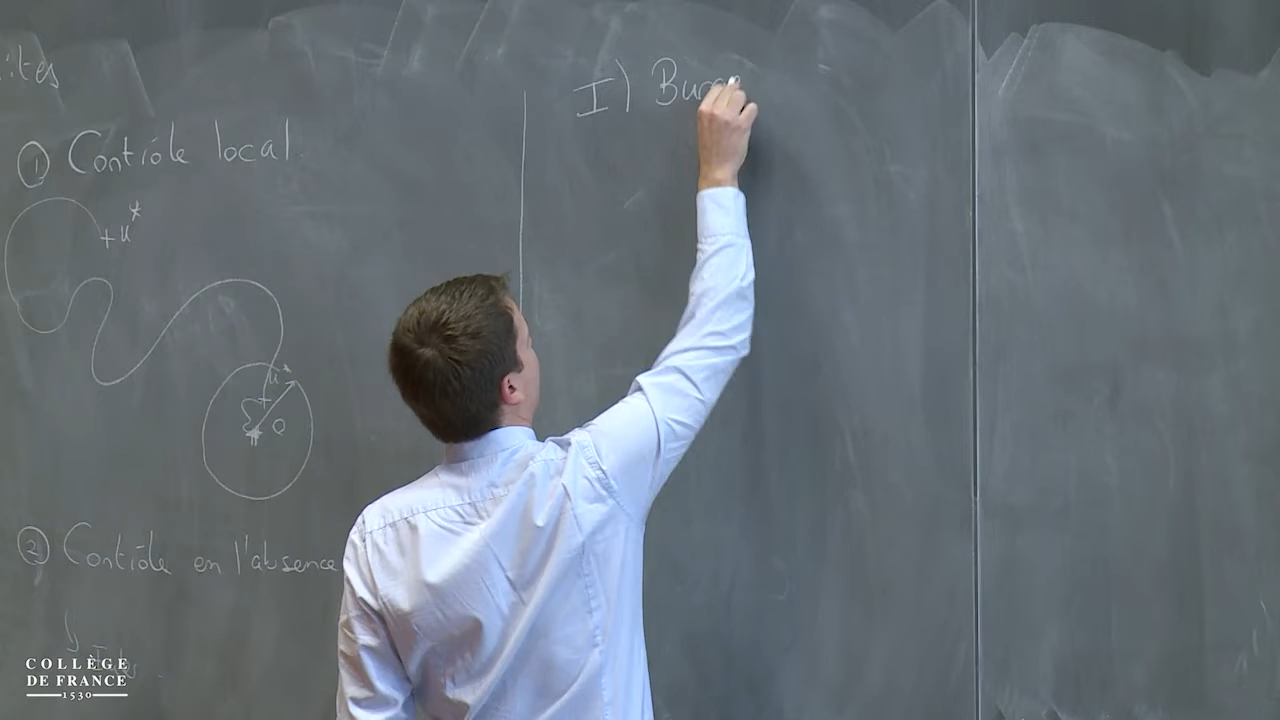 ① Contrôle local.
+ u*
u*
Q
② Contrôle en l'absence
I) Bu
COLLÈGE
DE FRANCE
1530